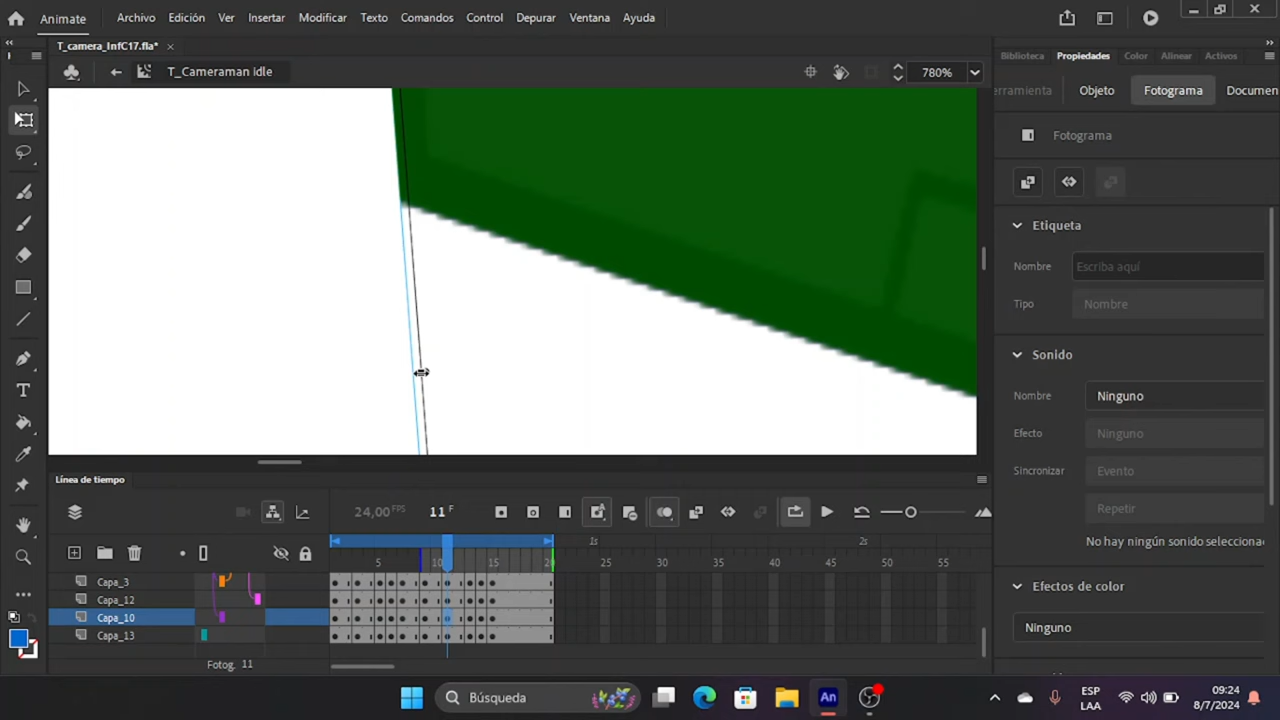 Animate
Archivo
Edición
Ver
Insertar
Modificar
Texto
Comandos
Control
Depurar
Ventana
Ayuda
T_camera_InfC17.fla*
Biblioteca
Propiedades
Color
Alinear
Activos
T_Cameraman idle
780%
erramienta
Objeto
Fotograma
Documen
Fotograma
Etiqueta
Nombre
Escriba aquí
Tipo
Nombre
Sonido
Nombre
Ninguno
Efecto
Ninguno
Sincronizar
Evento
Repetir
No hay ningún sonido selecciona
Efectos de color
Ninguno
Línea de tiempo
24,00 FPS
11 F
1s
2s
5
10
15
20
25
30
35
40
45
50
55
Capa_3
Capa_12
Capa_10
Capa_13
Fotog. 11
Búsqueda
An
ESP
LAA
09:24
8/7/2024